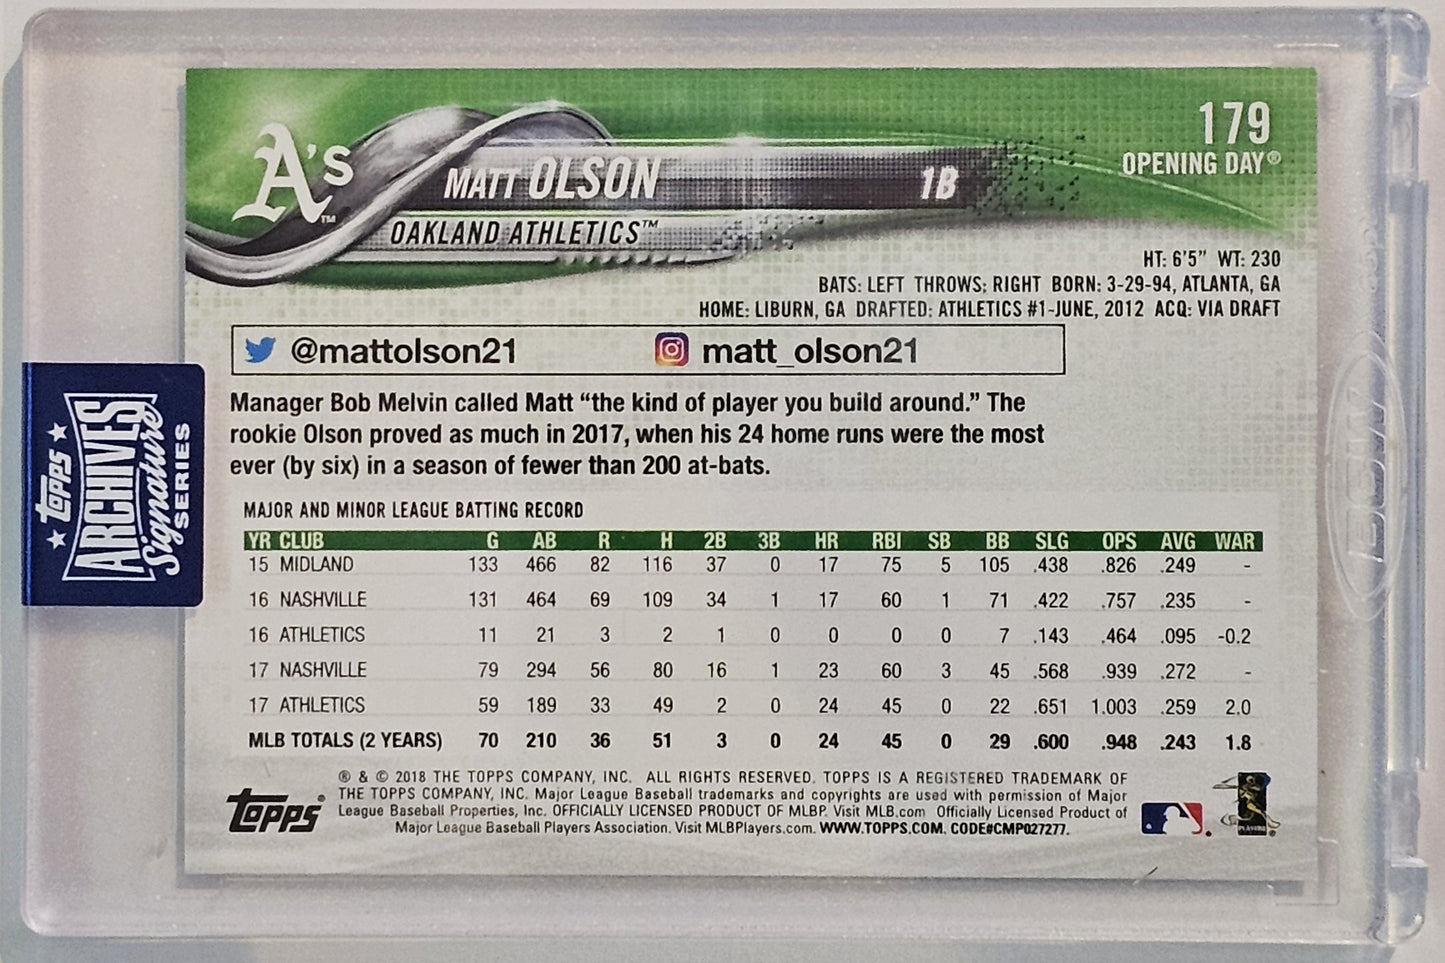 179
OPENING DAY®
A's™
MATT OLSON 1B
OAKLAND ATHLETICS™
HT: 6'5" WT: 230
BATS: LEFT THROWS: RIGHT BORN: 3-29-94, ATLANTA, GA
HOME: LIBURN, GA DRAFTED: ATHLETICS #1-JUNE, 2012 ACQ: VIA DRAFT
@mattolson21 matt_olson21
Manager Bob Melvin called Matt “the kind of player you build around.” The
rookie Olson proved as much in 2017, when his 24 home runs were the most
ever (by six) in a season of fewer than 200 at-bats.
MAJOR AND MINOR LEAGUE BATTING RECORD
YR CLUB G AB R H 2B 3B HR RBI SB BB SLG OPS AVG WAR
15 MIDLAND 133 466 82 116 37 0 17 75 5 105 .438 .826 .249 -
16 NASHVILLE 131 464 69 109 34 1 17 60 1 71 .422 .757 .235 -
16 ATHLETICS 11 21 3 2 1 0 0 0 0 7 .143 .464 .095 -0.2
17 NASHVILLE 79 294 56 80 16 1 23 60 3 45 .568 .939 .272 -
17 ATHLETICS 59 189 33 49 2 0 24 45 0 22 .651 1.003 .259 2.0
MLB TOTALS (2 YEARS) 70 210 36 51 3 0 24 45 0 29 .600 .948 .243 1.8
® & © 2018 THE TOPPS COMPANY, INC. ALL RIGHTS RESERVED. TOPPS IS A REGISTERED TRADEMARK OF
THE TOPPS COMPANY, INC. Major League Baseball trademarks and copyrights are used with permission of Major
League Baseball Properties, Inc. OFFICIALLY LICENSED PRODUCT OF MLBP. Visit MLB.com Officially Licensed Product of
Major League Baseball Players Association. Visit MLBPlayers.com. WWW.TOPPS.COM. CODE#CMP027277.
Topps®
PLAYERS
Topps
ARCHIVES
Signature
SERIES